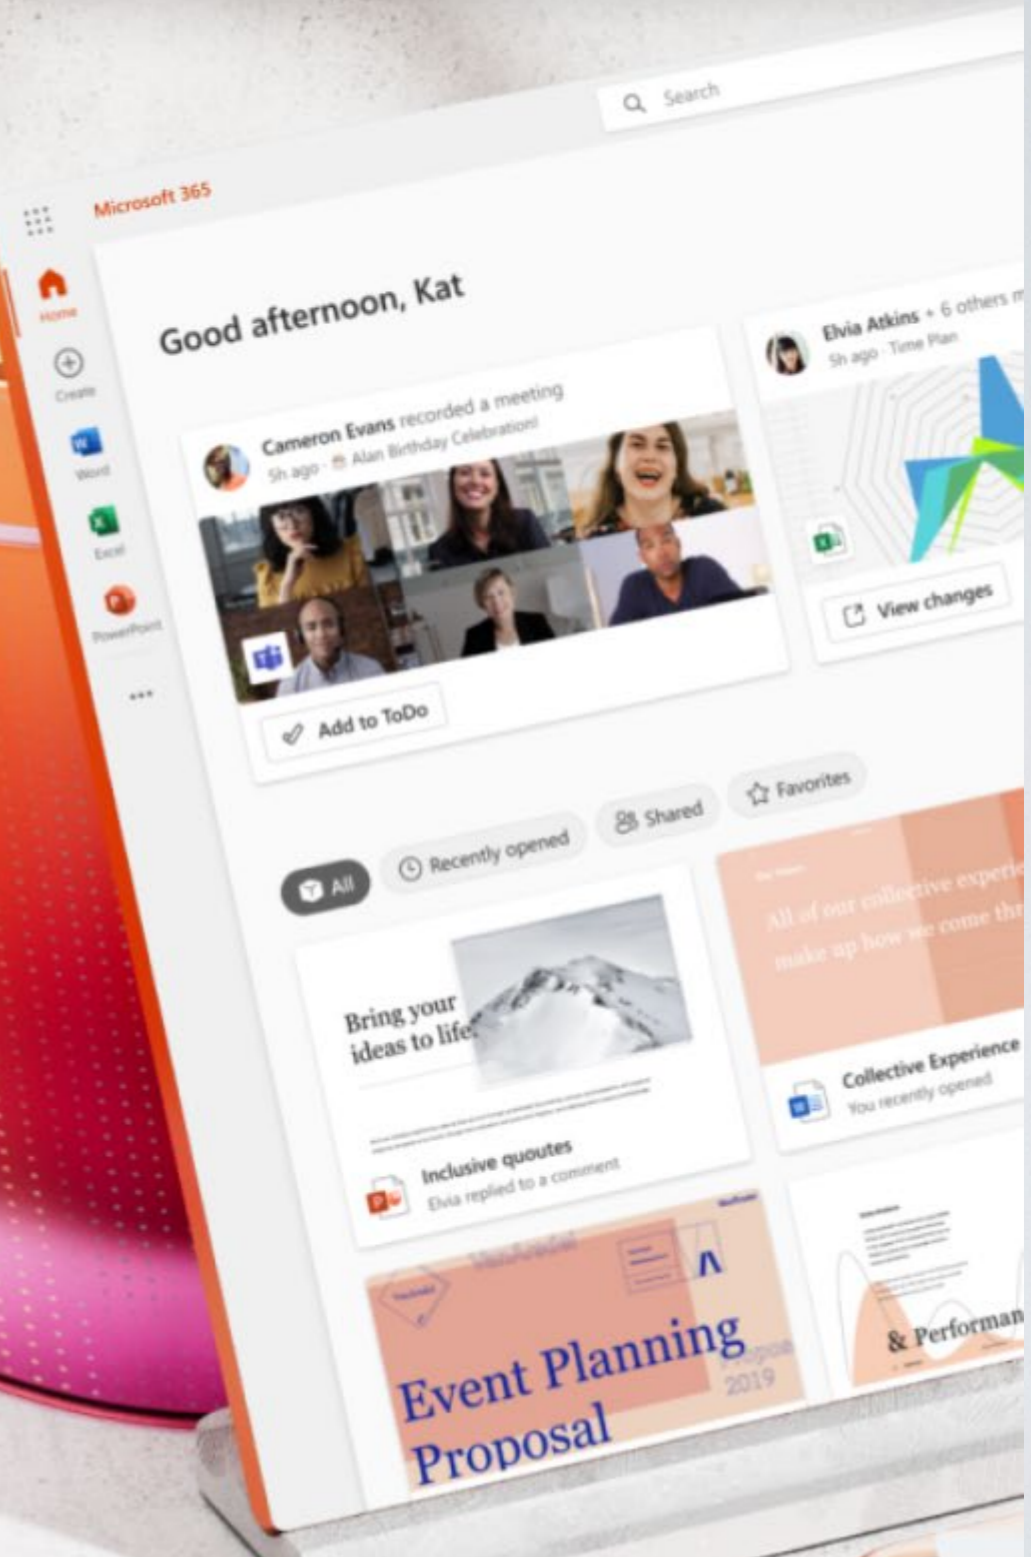 Search
Microsoft 365
Home
Create
Word
Excel
PowerPoint
Good afternoon, Kat
Cameron Evans recorded a meeting
5h ago · Alan Birthday Celebration!
Add to ToDo
Elvia Atkins + 6 others m
5h ago · Time Plan
View changes
All
Recently opened
Shared
Favorites
Bring your
ideas to life.
Inclusive quoutes
Elvia replied to a comment
All of our collective experie
make up how we come thr
Collective Experience
You recently opened
Event Planning
Proposal
2019
& Performan